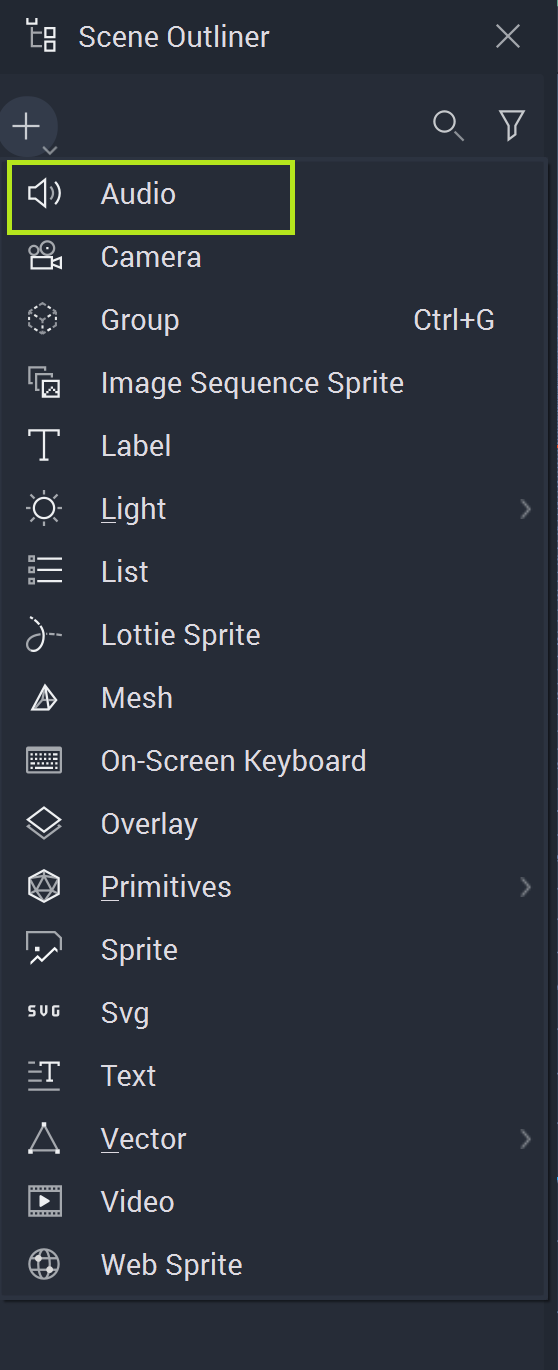 Scene Outliner
Audio
Camera
Group Ctrl+G
Image Sequence Sprite
Label
Light
List
Lottie Sprite
Mesh
On-Screen Keyboard
Overlay
Primitives
Sprite
SVG Svg
Text
Vector
Video
Web Sprite